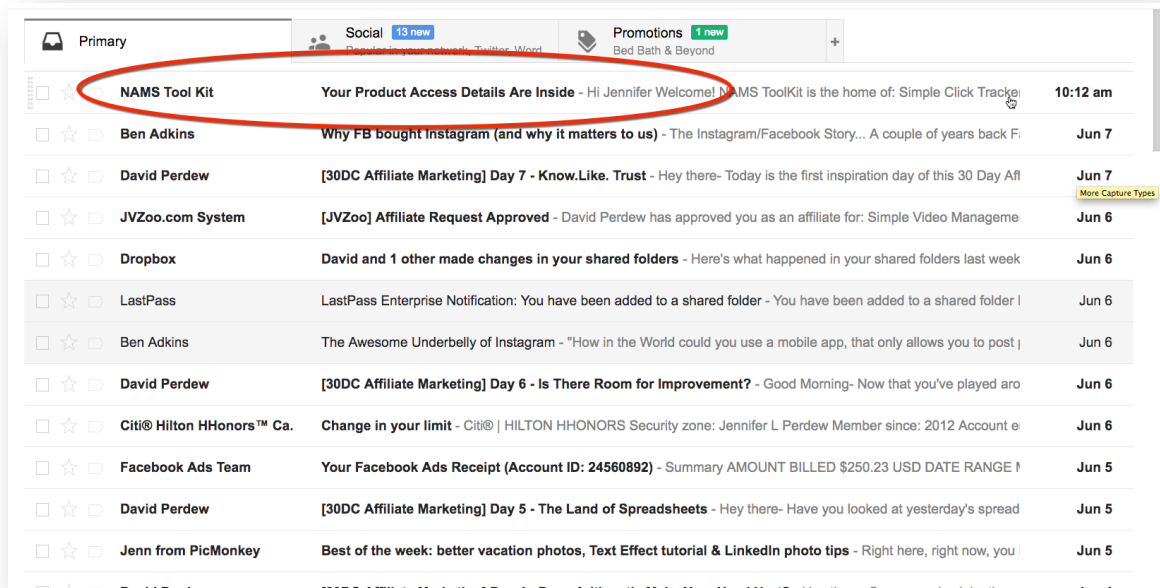 Primary
Social 13 new
Popular in your network, Twitter, Word
Promotions 1 new
Bed Bath & Beyond
+
NAMS Tool Kit Your Product Access Details Are Inside - Hi Jennifer Welcome! NAMS ToolKit is the home of: Simple Click Tracker 10:12 am
Ben Adkins Why FB bought Instagram (and why it matters to us) - The Instagram/Facebook Story... A couple of years back Jun 7
David Perdew [30DC Affiliate Marketing] Day 7 - Know.Like. Trust - Hey there- Today is the first inspiration day of this 30 Day Aff Jun 7
More Capture Types
JVZoo.com System [JVZoo] Affiliate Request Approved - David Perdew has approved you as an affiliate for: Simple Video Manageme Jun 6
Dropbox David and 1 other made changes in your shared folders - Here's what happened in your shared folders last week Jun 6
LastPass LastPass Enterprise Notification: You have been added to a shared folder - You have been added to a shared folder Jun 6
Ben Adkins The Awesome Underbelly of Instagram - "How in the World could you use a mobile app, that only allows you to post Jun 6
David Perdew [30DC Affiliate Marketing] Day 6 - Is There Room for Improvement? - Good Morning- Now that you've played aro Jun 6
Citi® Hilton HHonors™ Ca. Change in your limit - Citi® | HILTON HHONORS Security zone: Jennifer L Perdew Member since: 2012 Account Jun 6
Facebook Ads Team Your Facebook Ads Receipt (Account ID: 24560892) - Summary AMOUNT BILLED $250.23 USD DATE RANGE Jun 5
David Perdew [30DC Affiliate Marketing] Day 5 - The Land of Spreadsheets - Hey there- Have you looked at yesterday's spread Jun 5
Jenn from PicMonkey Best of the week: better vacation photos, Text Effect tutorial & LinkedIn photo tips - Right here, right now, you Jun 5